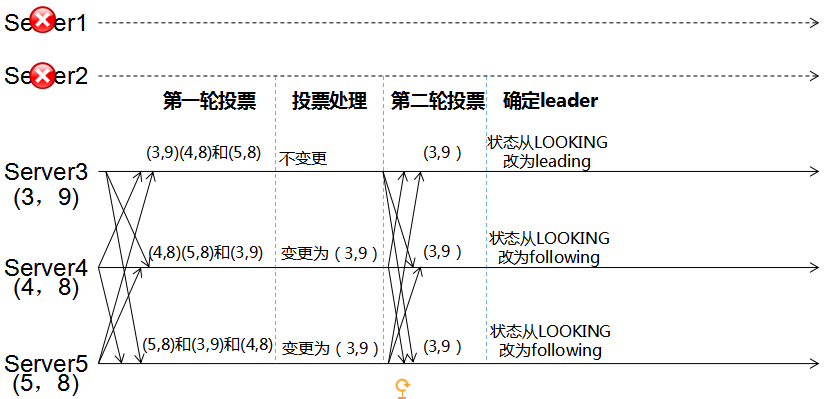 Server1
Server2
第一轮投票 投票处理 第二轮投票 确定leader
(3,9)(4,8)和(5,8) 不变更 (3,9 ) 状态从LOOKING
改为leading
Server3
(3，9)
(4,8)(5,8)和(3,9) 变更为（3,9 ) (3,9 ) 状态从LOOKING
改为following
Server4
(4，8)
(5,8)和(3,9)和(4,8) 变更为（3,9 ) (3,9 ) 状态从LOOKING
改为following
Server5
(5，8)